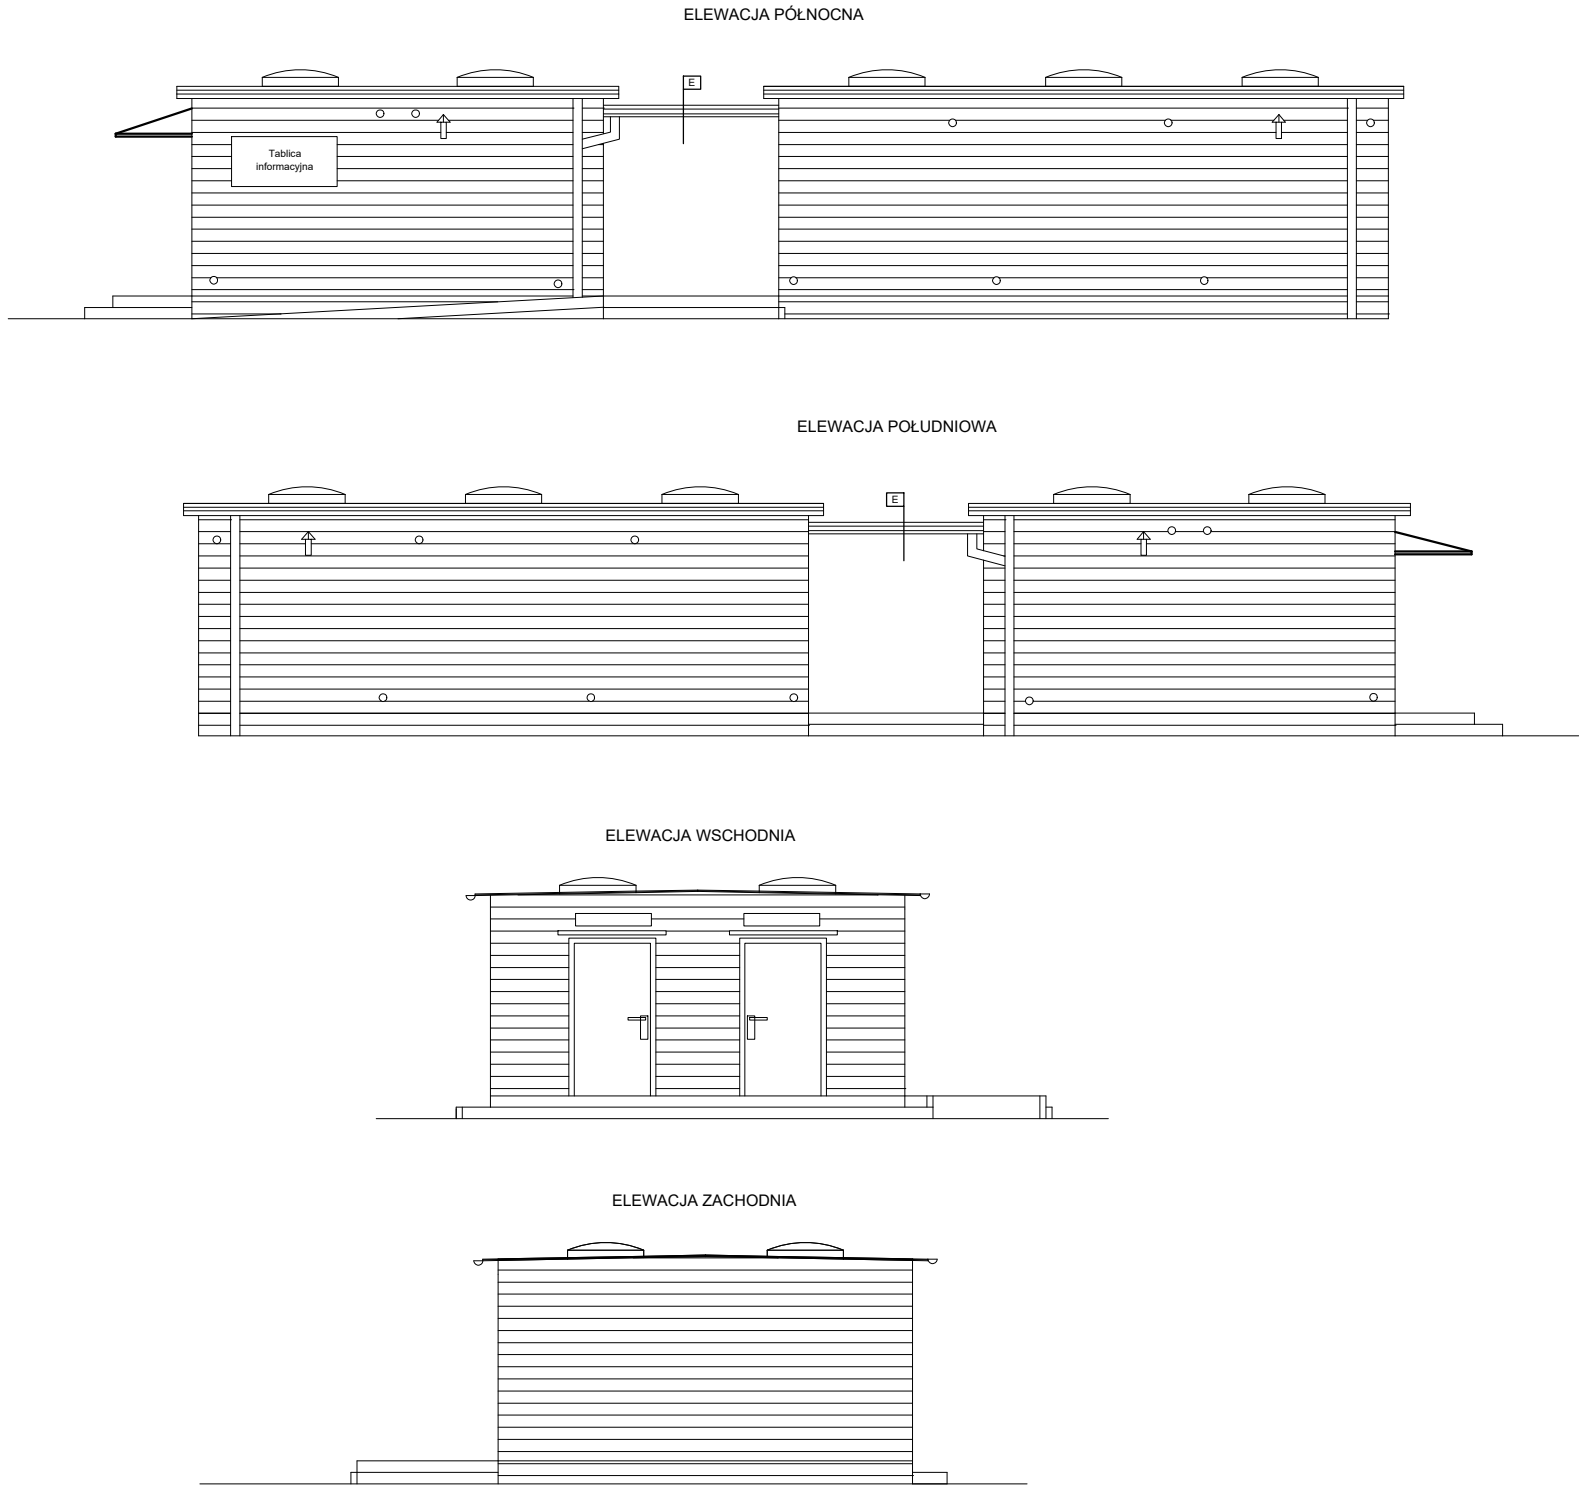 ELEWACJA PÓŁNOCNA
E
Tablica
informacyjna
ELEWACJA POŁUDNIOWA
E
ELEWACJA WSCHODNIA
ELEWACJA ZACHODNIA